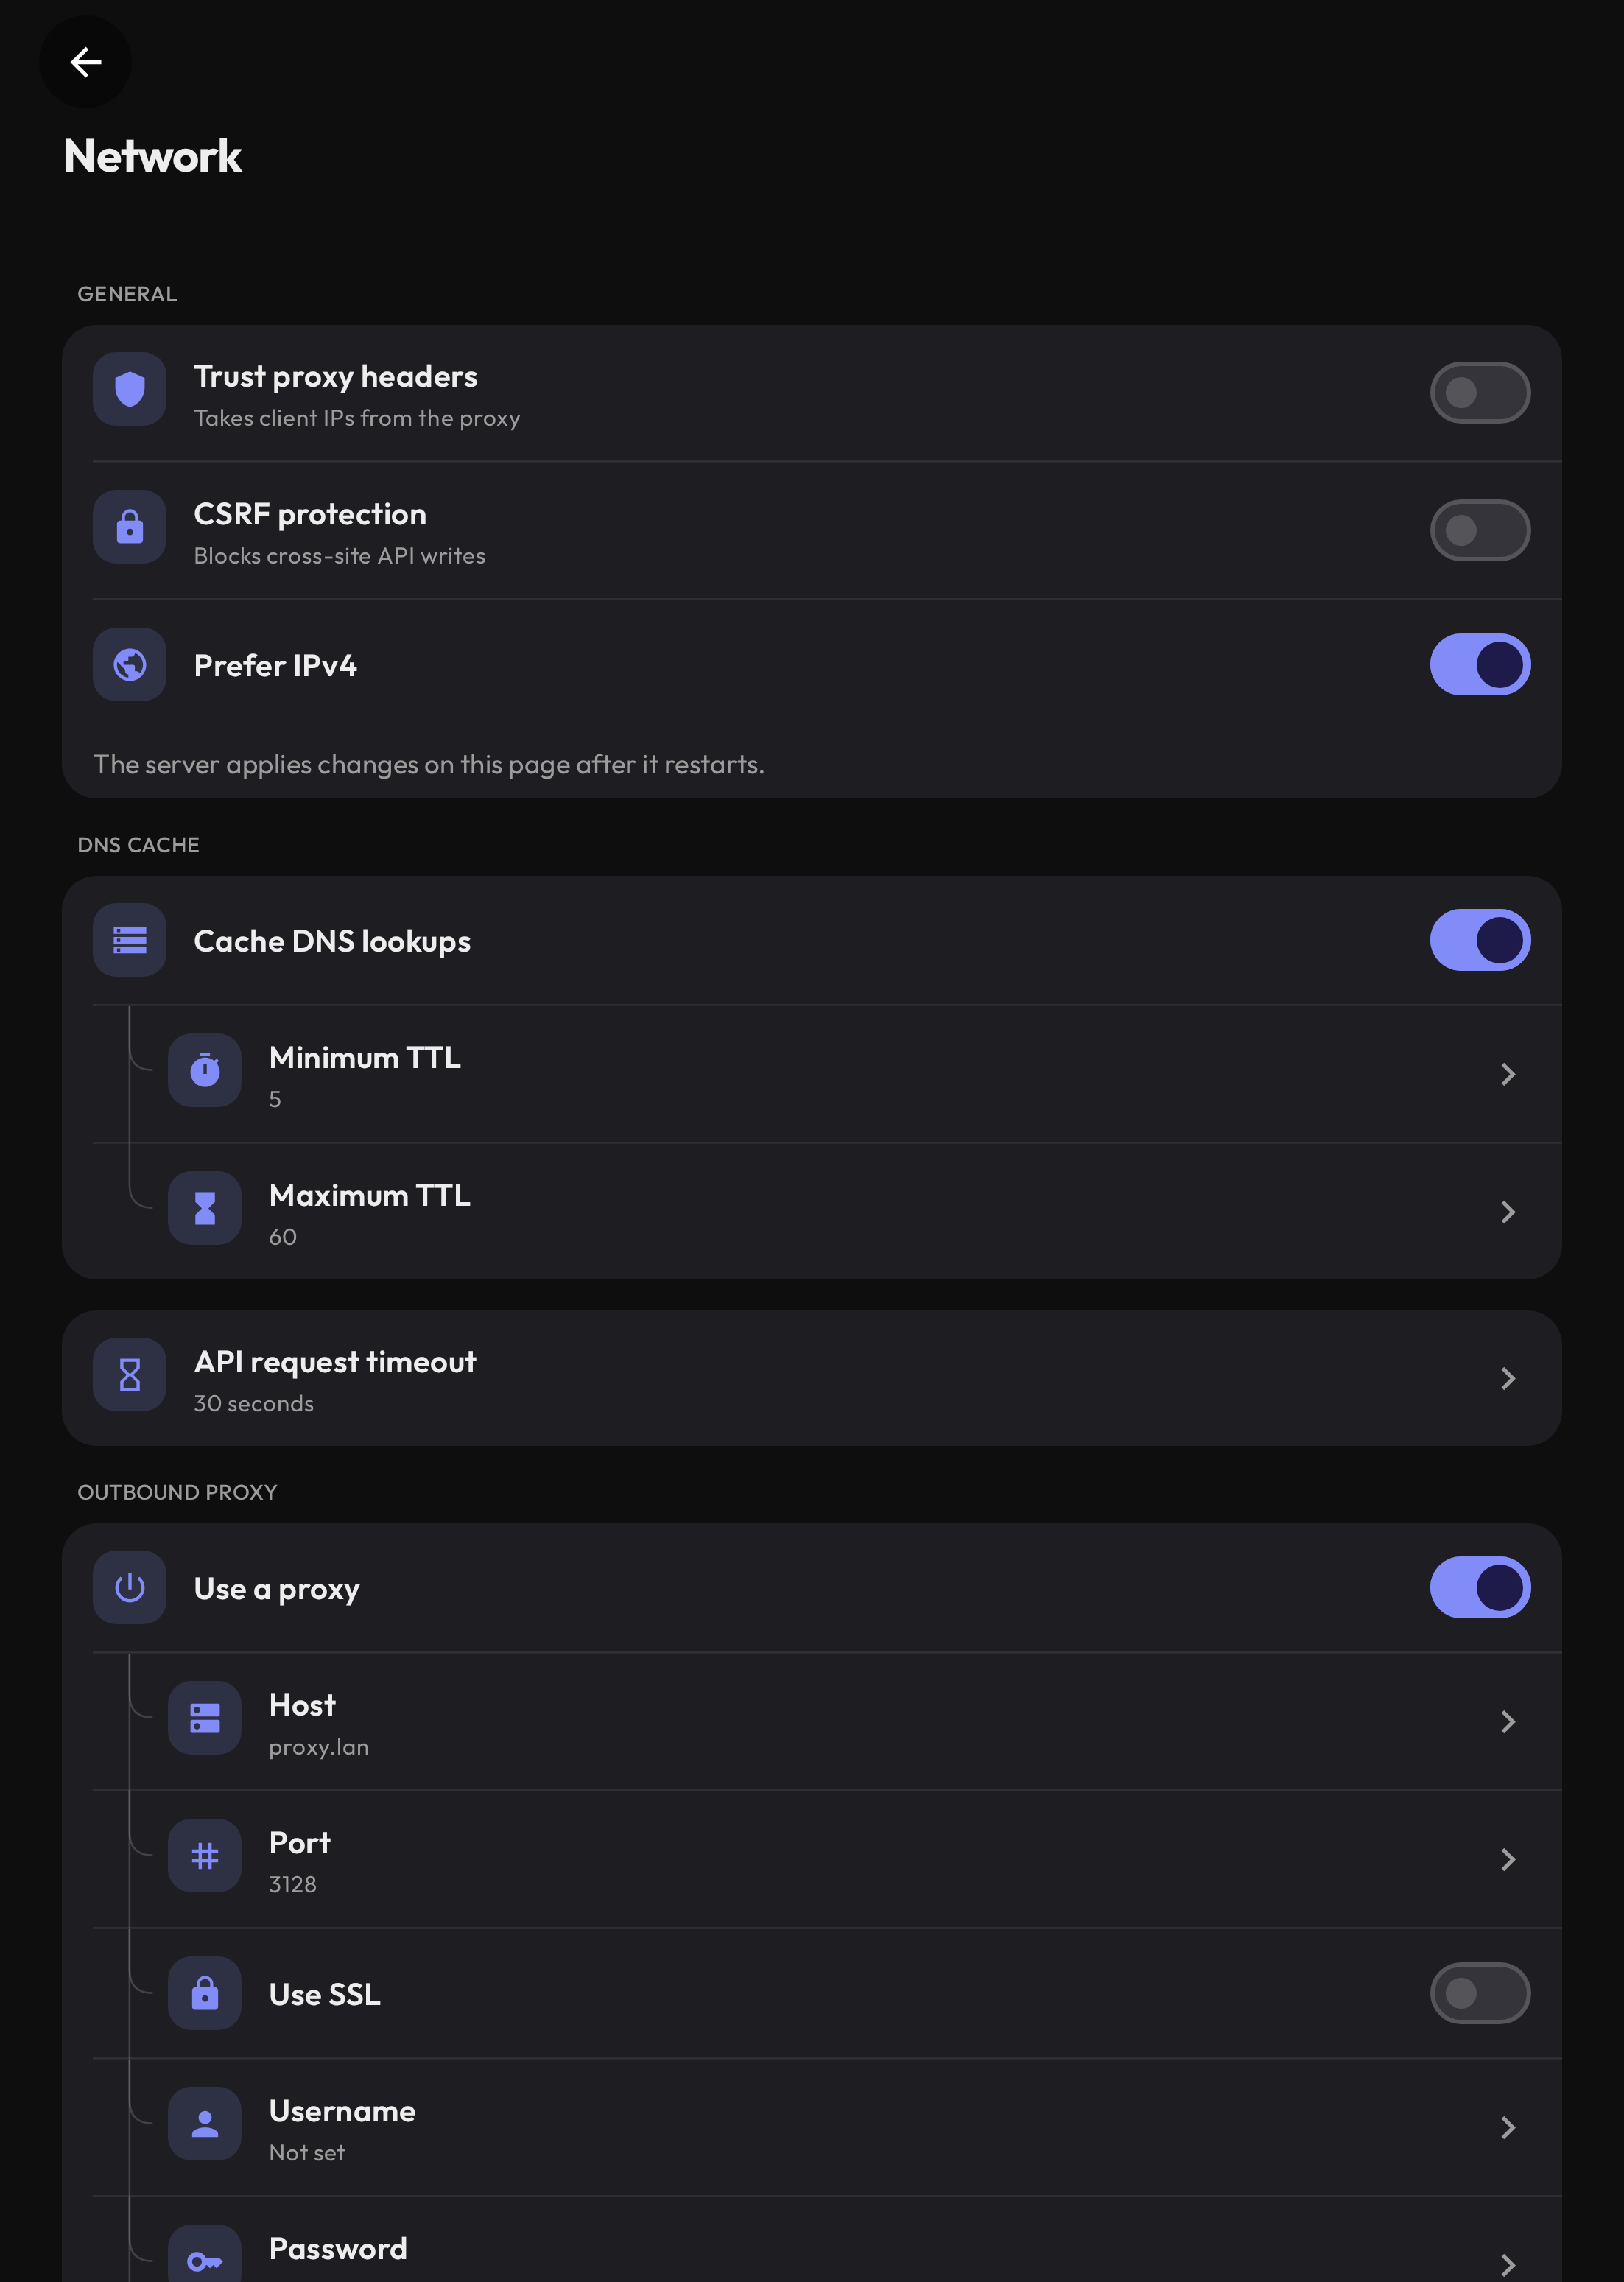 Network
GENERAL
Trust proxy headers
Takes client IPs from the proxy
CSRF protection
Blocks cross-site API writes
Prefer IPv4
The server applies changes on this page after it restarts.
DNS CACHE
Cache DNS lookups
Minimum TTL
5
Maximum TTL
60
API request timeout
30 seconds
OUTBOUND PROXY
Use a proxy
Host
proxy.lan
Port
3128
Use SSL
Username
Not set
Password